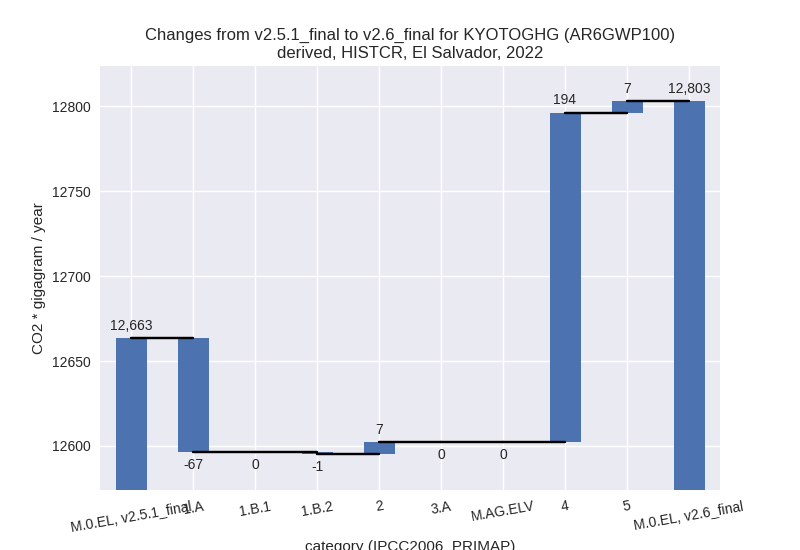 Changes from v2.5.1_final to v2.6_final for KYOTOGHG (AR6GWP100)
derived, HISTCR, El Salvador, 2022
CO2 * gigagram / year
12800
12750
12700
12650
12600
12,663
-67
0
-1
7
0
0
194
7
12,803
M.0.EL, v2.5.1_final
1.A
1.B.1
1.B.2
2
3.A
M.AG.ELV
4
5
M.0.EL, v2.6_final
category (IPCC2006_PRIMAP)